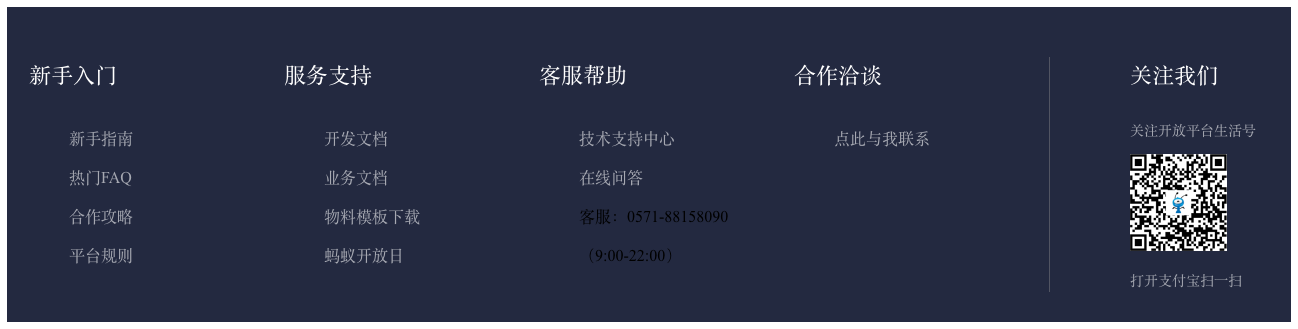 新手入门
新手指南
热门FAQ
合作攻略
平台规则
服务支持
开发文档
业务文档
物料模板下载
蚂蚁开放日
客服帮助
技术支持中心
在线问答
客服：0571-88158090
（9:00-22:00）
合作洽谈
点此与我联系
关注我们
关注开放平台生活号
打开支付宝扫一扫